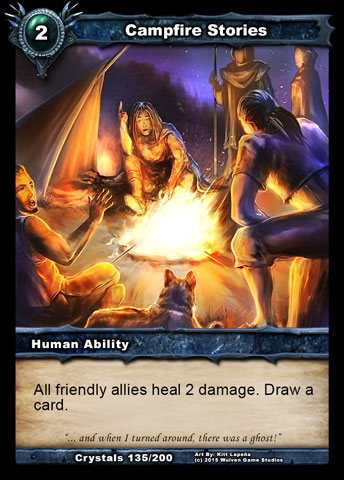 2
Campfire Stories
Human Ability
All friendly allies heal 2 damage. Draw a
card.
"... and when I turned around, there was a ghost!"
Crystals 135/200
Art By: Kitt Lapeña
(c) 2015 Wulven Game Studios